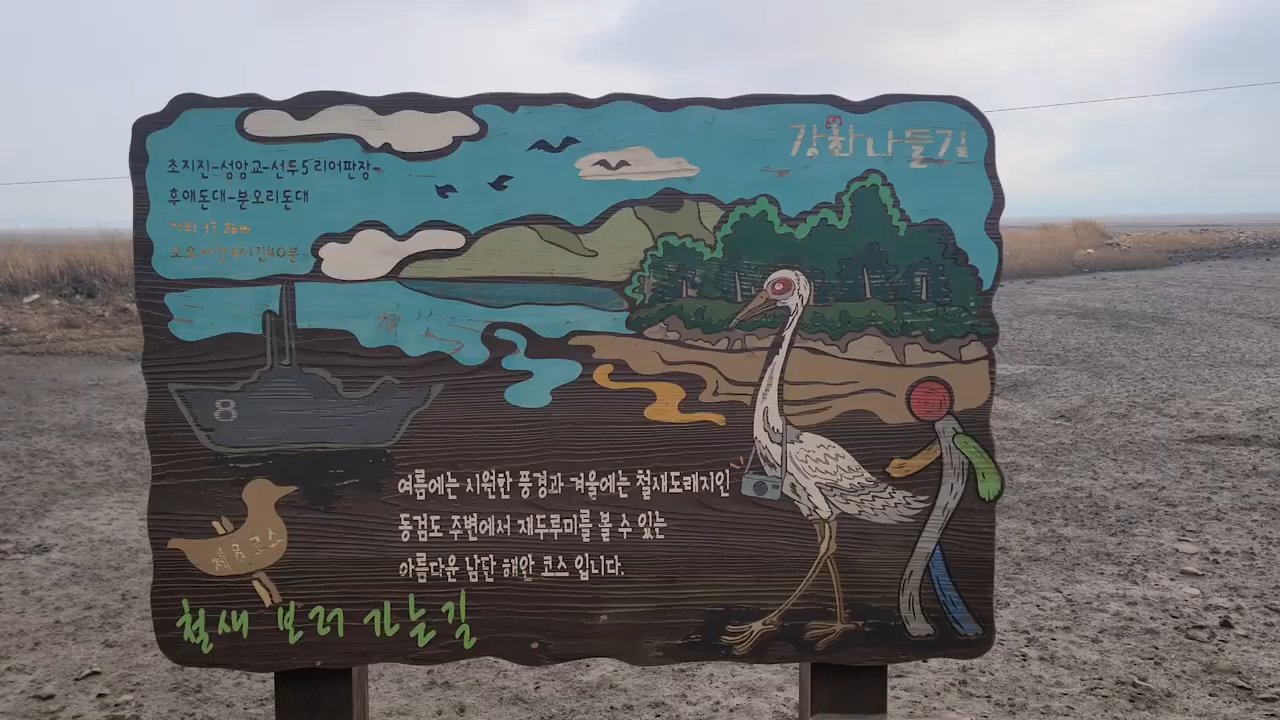 강화나들길
초지진-섬암교-선두5리어판장-
후애돈대-분오리돈대
8
여름에는 시원한 풍경과 겨울에는 철새도래지인
동검도 주변에서 재두루미를 볼 수 있는
아름다운 남단 해안 코스 입니다.
코스
철새 보러 가는길